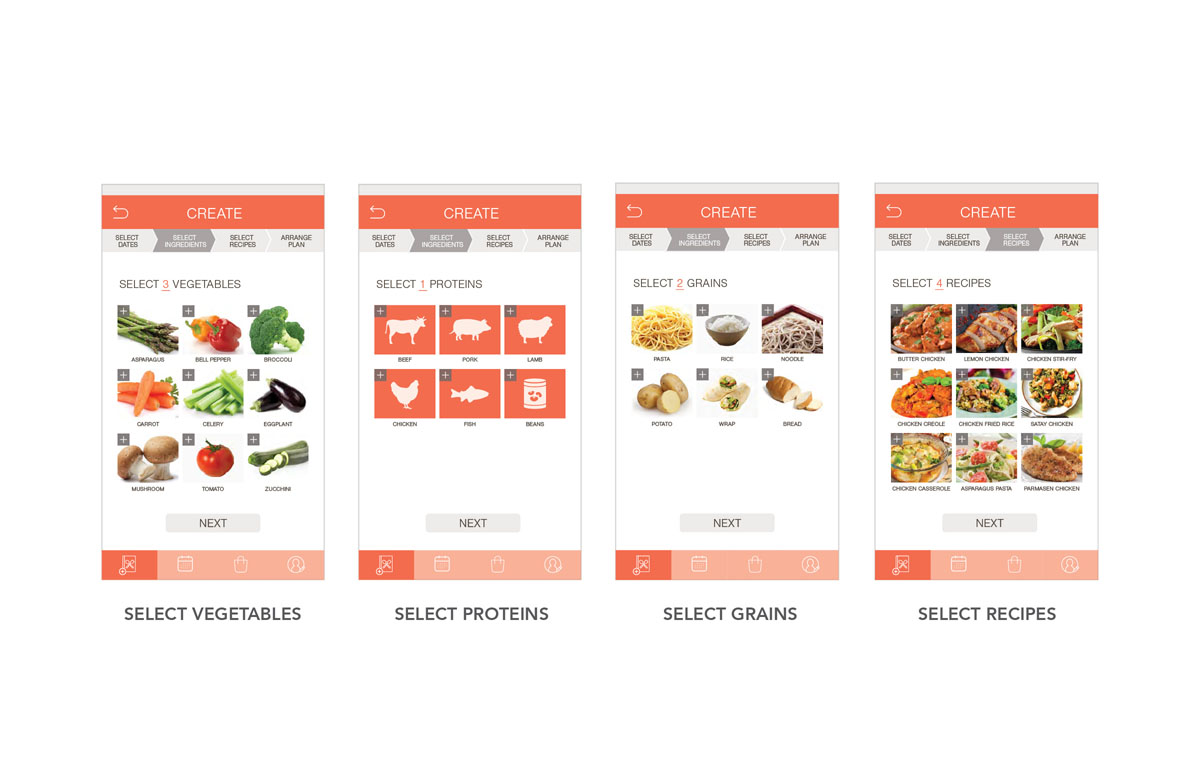 CREATE
SELECT
DATES
SELECT
INGREDIENTS
SELECT
RECIPES
ARRANGE
PLAN
SELECT 3 VEGETABLES
ASPARAGUS
BELL PEPPER
BROCCOLI
CARROT
CELERY
EGGPLANT
MUSHROOM
TOMATO
ZUCCHINI
NEXT
SELECT VEGETABLES
CREATE
SELECT
DATES
SELECT
INGREDIENTS
SELECT
RECIPES
ARRANGE
PLAN
SELECT 1 PROTEINS
BEEF
PORK
LAMB
CHICKEN
FISH
BEANS
NEXT
SELECT PROTEINS
CREATE
SELECT
DATES
SELECT
INGREDIENTS
SELECT
RECIPES
ARRANGE
PLAN
SELECT 2 GRAINS
PASTA
RICE
NOODLE
POTATO
WRAP
BREAD
NEXT
SELECT GRAINS
CREATE
SELECT
DATES
SELECT
INGREDIENTS
SELECT
RECIPES
ARRANGE
PLAN
SELECT 4 RECIPES
BUTTER CHICKEN
LEMON CHICKEN
CHICKEN STIR-FRY
CHICKEN CREOLE
CHICKEN FRIED RICE
SATAY CHICKEN
CHICKEN CASSEROLE
ASPARAGUS PASTA
PARMASEN CHICKEN
NEXT
SELECT RECIPES